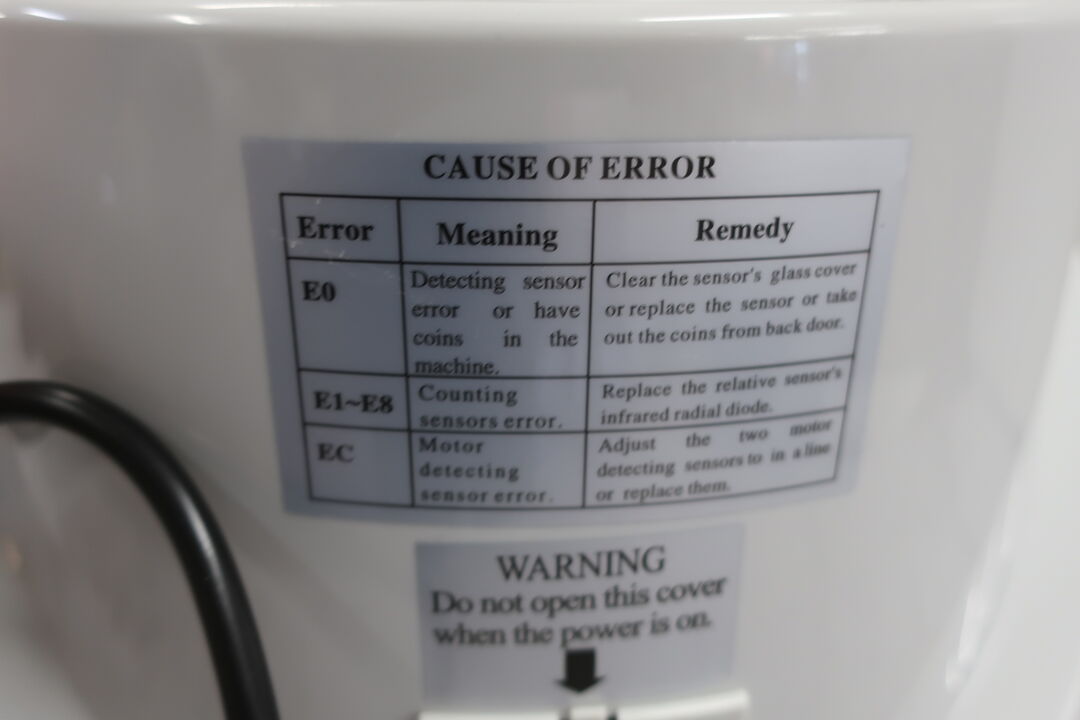 CAUSE OF ERROR
Error Meaning Remedy
E0
Detecting sensor
error or have
coins in the
machine.
Clear the sensor's glass cover
or replace the sensor or take
out the coins from back door.
E1~E8
Counting
sensors error.
Replace the relative sensor's
infrared radial diode.
EC
Motor
detecting
sensor error.
Adjust the two motor
detecting sensors to in a line
or replace them.
WARNING
Do not open this cover
when the power is on.